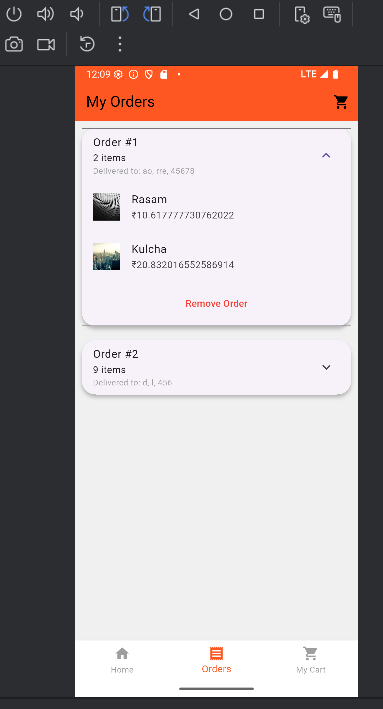 12:09
LTE
My Orders
Order #1
2 items
Delivered to: ao, rre, 45678
Rasam
₹10.617777730762022
Kulcha
₹20.832016552586914
Remove Order
Order #2
9 items
Delivered to: d, l, 456
Home
Orders
My Cart